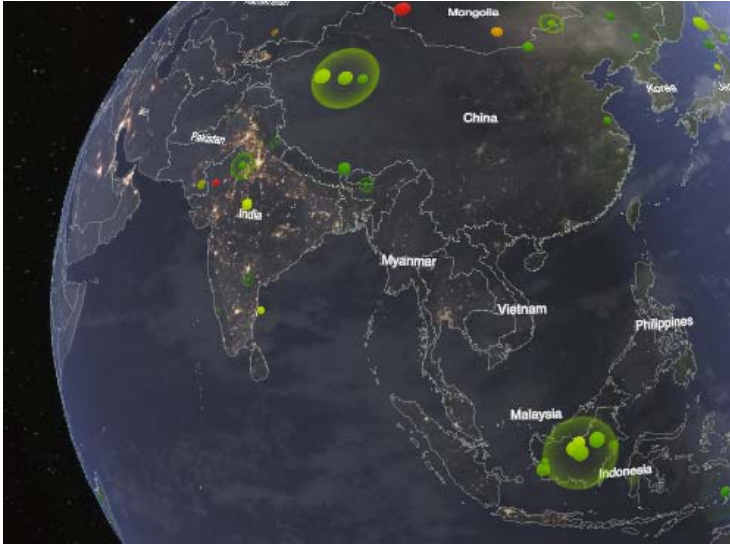 Mongolia
Korea
China
Pakistan
India
Myanmar
Vietnam
Philippines
Malaysia
Indonesia